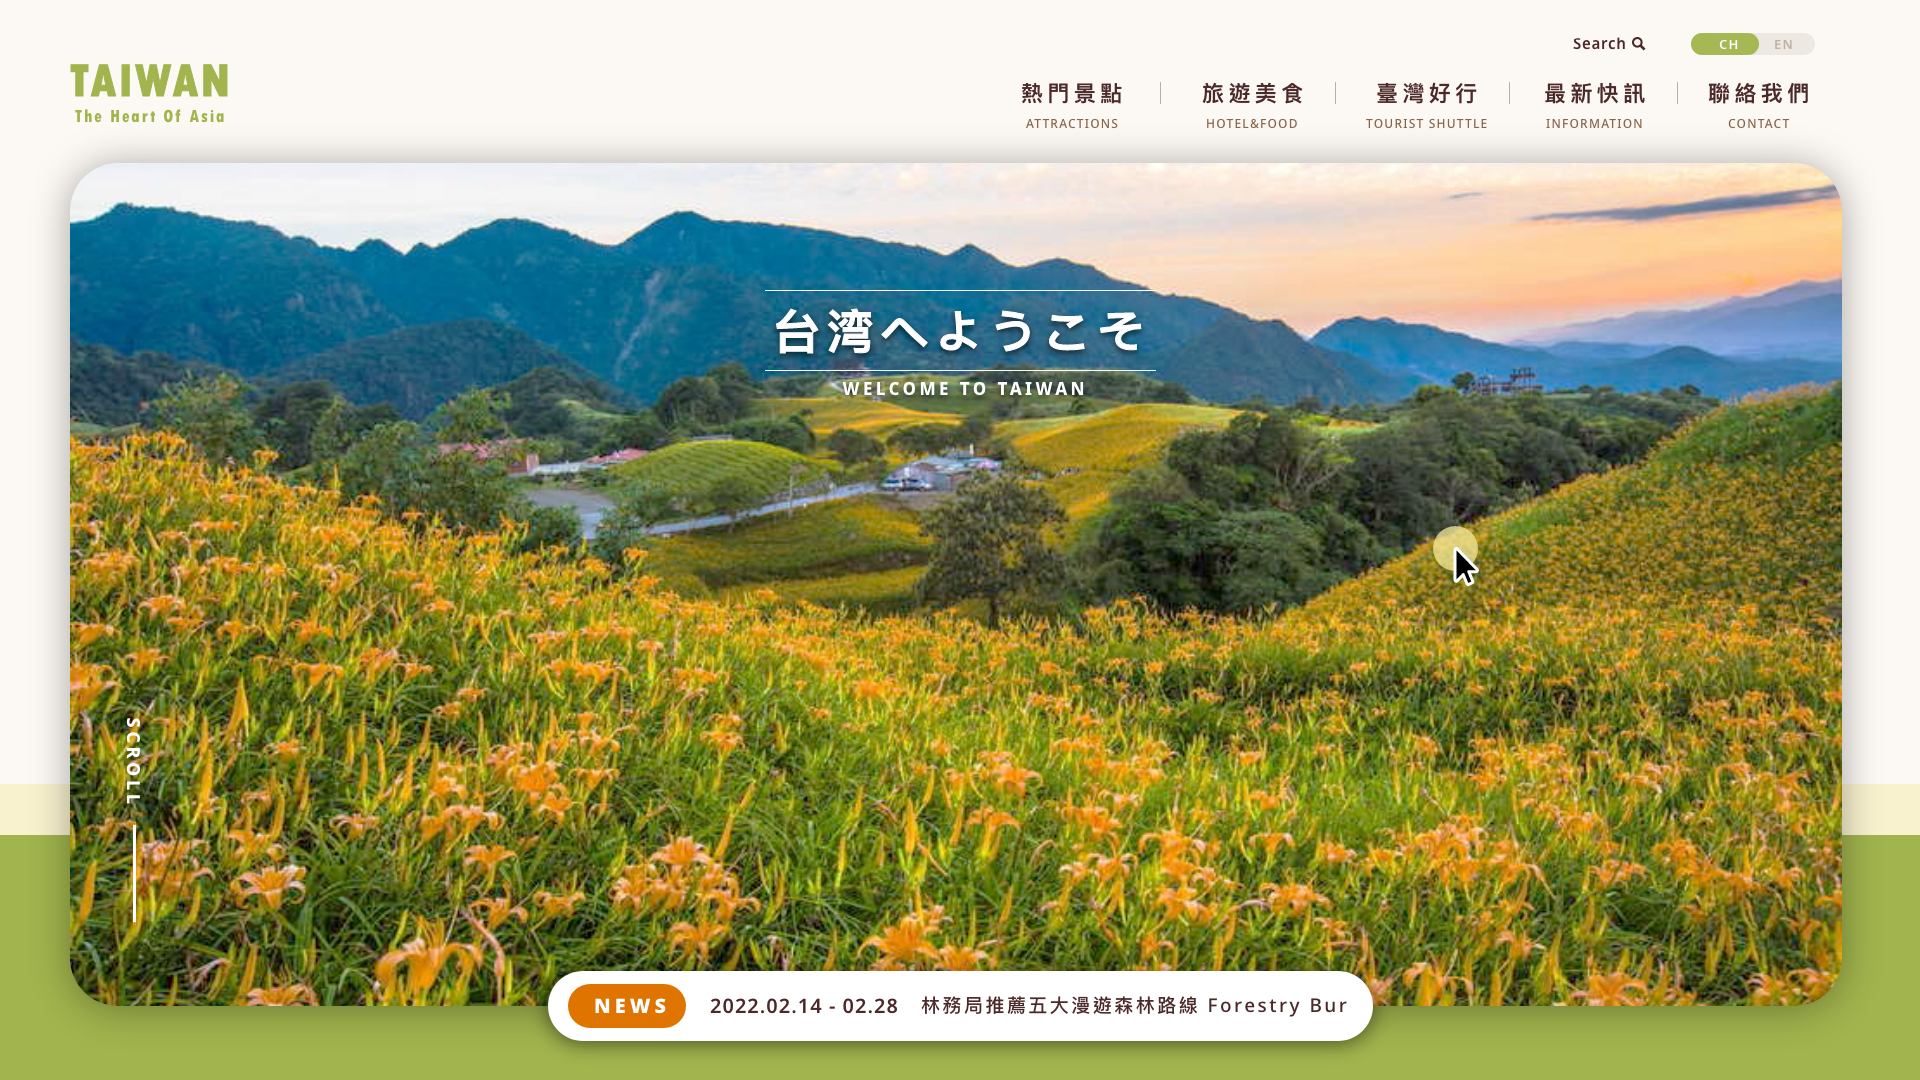 Search
CH EN
TAIWAN
The Heart Of Asia
熱門景點 旅遊美食 臺灣好行 最新快訊 聯絡我們
ATTRACTIONS HOTEL&FOOD TOURIST SHUTTLE INFORMATION CONTACT
台湾へようこそ
WELCOME TO TAIWAN
SCROLL
NEWS 2022.02.14 - 02.28 林務局推薦五大漫遊森林路線 Forestry Bur